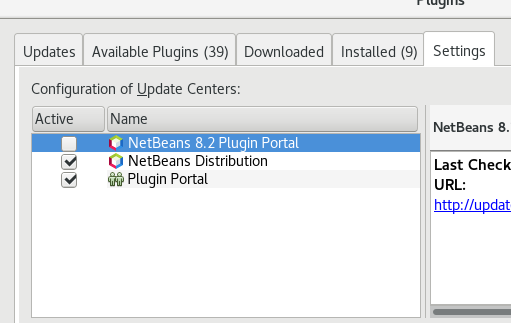 Plugins
Updates
Available Plugins (39)
Downloaded
Installed (9)
Settings
Configuration of Update Centers:
Active
Name
NetBeans 8.2 Plugin Portal
NetBeans Distribution
Plugin Portal
NetBeans 8.
Last Check
URL:
http://updat